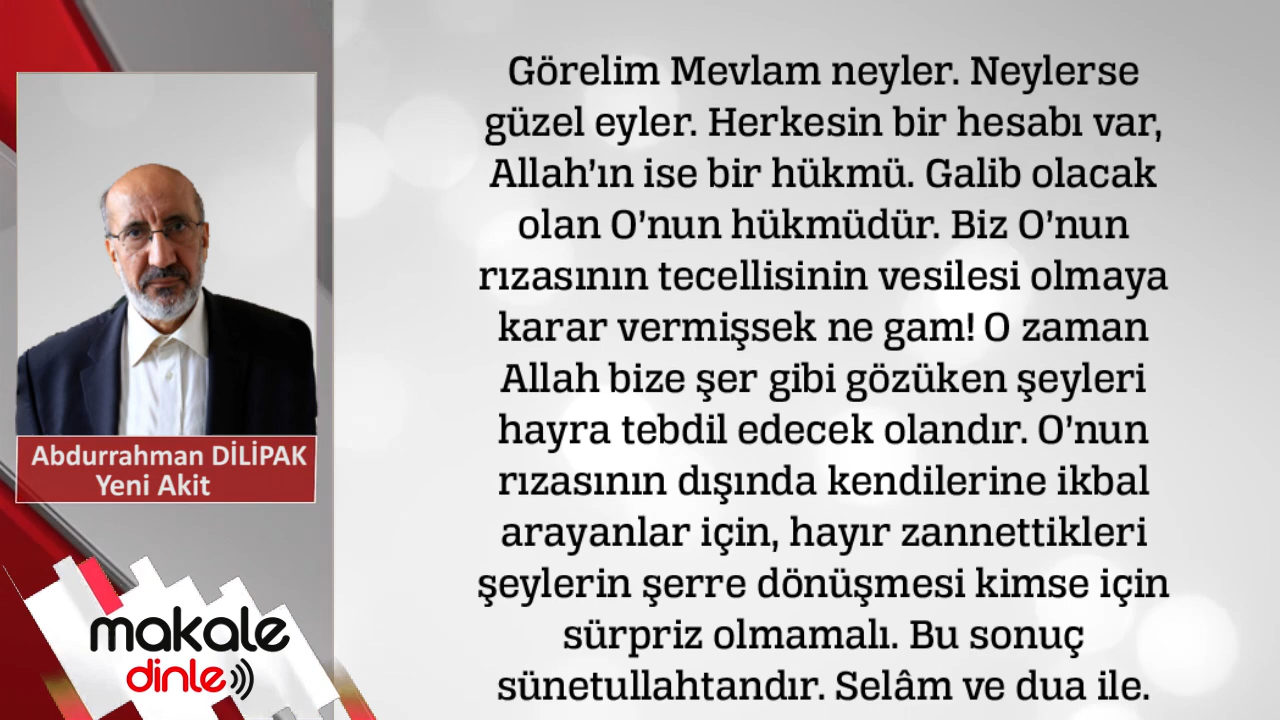 Görelim Mevlam neyler. Neylerse
güzel eyler. Herkesin bir hesabı var,
Allah'ın ise bir hükmü. Galib olacak
olan O'nun hükmüdür. Biz O'nun
rızasının tecellisinin vesilesi olmaya
karar vermişsek ne gam! O zaman
Allah bize şer gibi gözüken şeyleri
hayra tebdil edecek olandır. O'nun
rızasının dışında kendilerine ikbal
arayanlar için, hayır zannettikleri
şeylerin şerre dönüşmesi kimse için
sürpriz olmamalı. Bu sonuç
sünetullahtandır. Selâm ve dua ile.
Abdurrahman DİLİPAK
Yeni Akit
makale
dinle